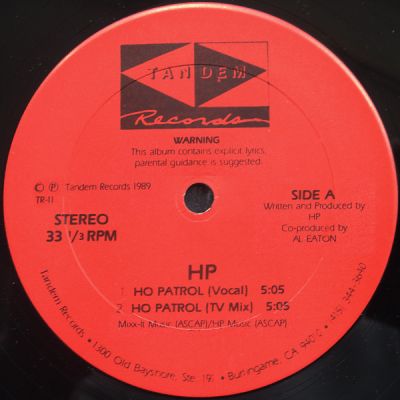 TANDEM
Records
WARNING
This album contains explicit lyrics,
parental guidance is suggested.
© ℗ Tandem Records 1989
TR-11
STEREO
33 1/3 RPM
SIDE A
Written and Produced by
HP
Co-produced by
AL EATON
HP
1. HO PATROL (Vocal) 5:05
2. HO PATROL (TV Mix) 5:05
Mixx-It Music (ASCAP)/HP Music (ASCAP)
Tandem Records • 1300 Old Bayshore, Ste. • Burlingame, CA • (415)